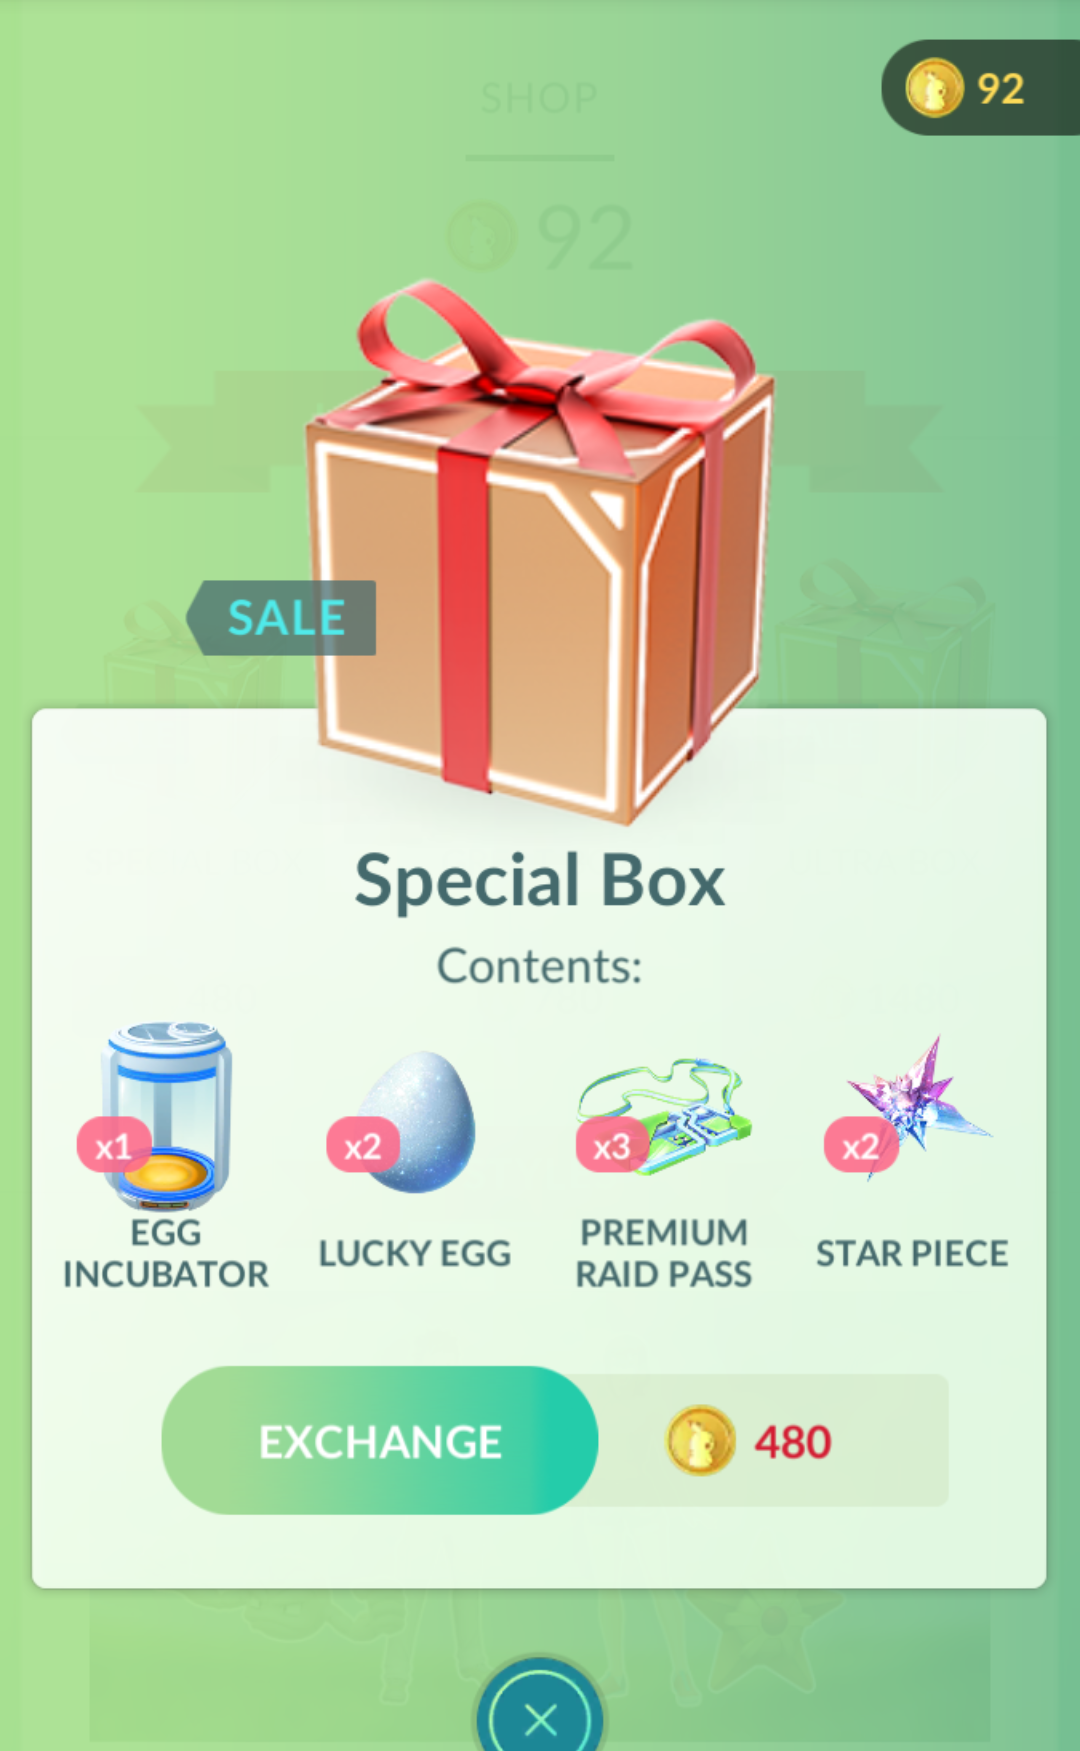 92
SHOP
92
SALE
Special Box
Contents:
x1
x2
x3
x2
EGG
INCUBATOR
LUCKY EGG
PREMIUM
RAID PASS
STAR PIECE
EXCHANGE
480